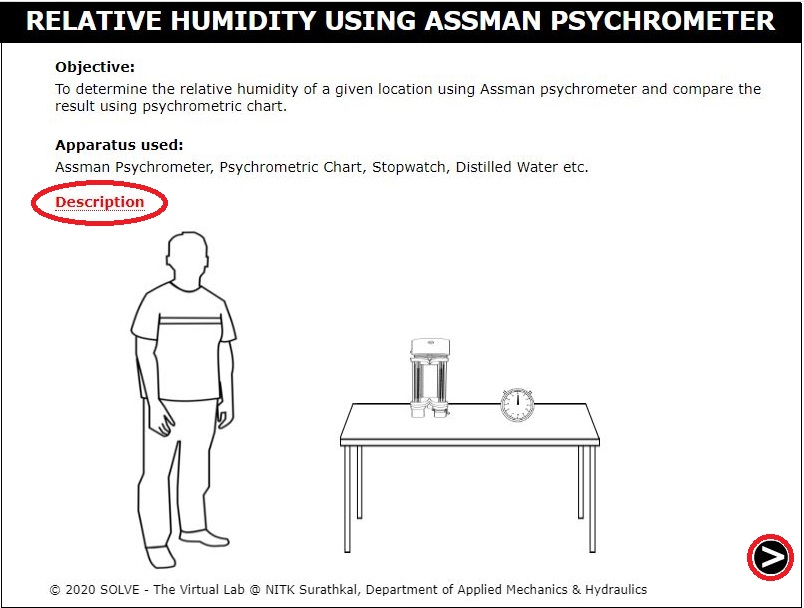 RELATIVE HUMIDITY USING ASSMAN PSYCHROMETER
Objective:
To determine the relative humidity of a given location using Assman psychrometer and compare the
result using psychrometric chart.
Apparatus used:
Assman Psychrometer, Psychrometric Chart, Stopwatch, Distilled Water etc.
Description
© 2020 SOLVE - The Virtual Lab @ NITK Surathkal, Department of Applied Mechanics & Hydraulics